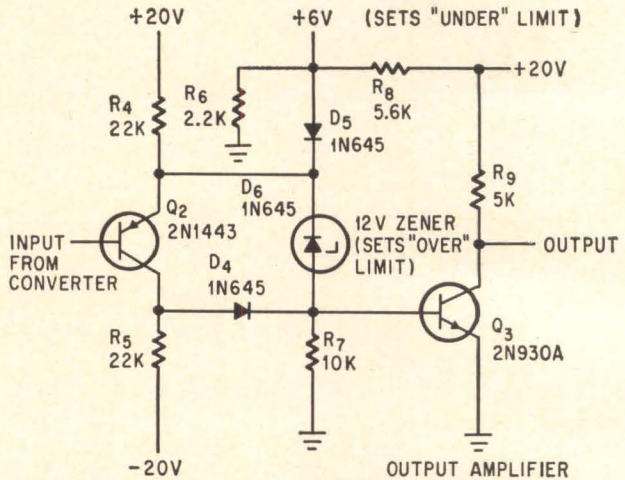 +20V
+6V
(SETS "UNDER" LIMIT)
R4
22K
R6
2.2K
R8
5.6K
+20V
D5
1N645
R9
5K
Q2
2N1443
D6
1N645
12V ZENER
(SETS "OVER"
LIMIT)
OUTPUT
INPUT
FROM
CONVERTER
D4
1N645
R5
22K
R7
10K
Q3
2N930A
-20V
OUTPUT AMPLIFIER